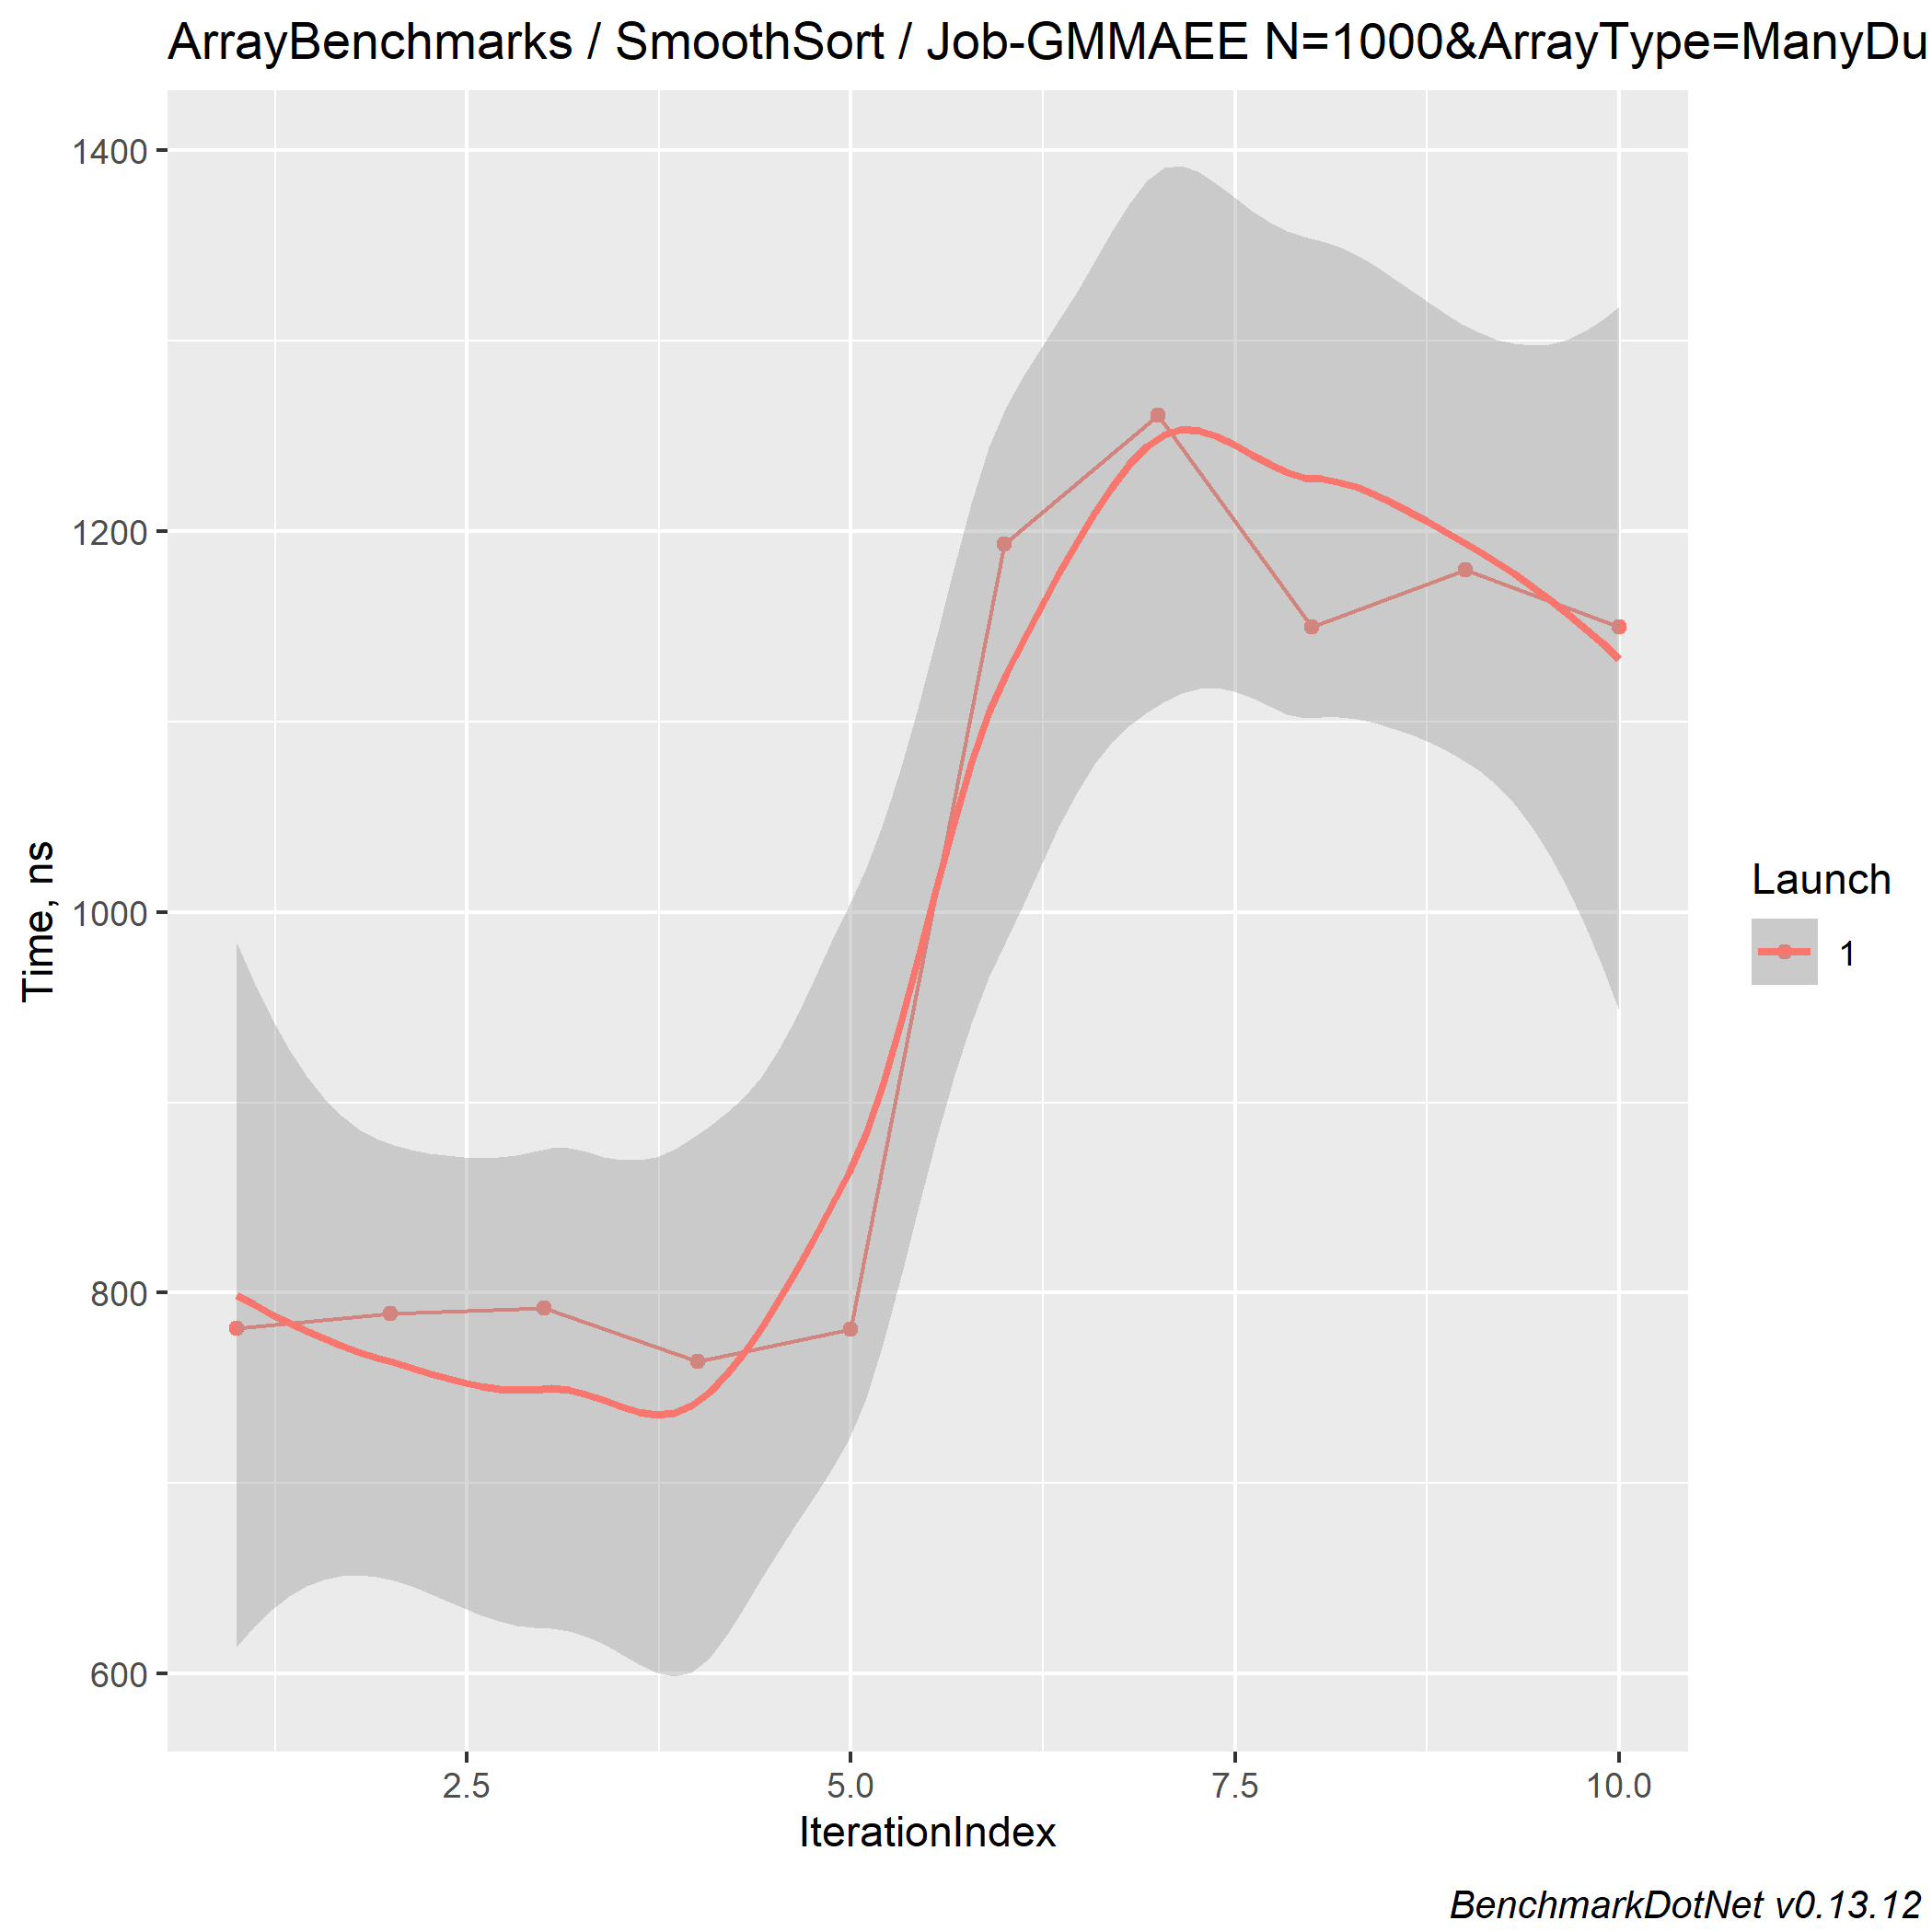 ArrayBenchmarks / SmoothSort / Job-GMMAEE N=1000&ArrayType=ManyDu
1400
1200
1000
800
600
Time, ns
2.5 5.0 7.5 10.0
IterationIndex
Launch
1
BenchmarkDotNet v0.13.12